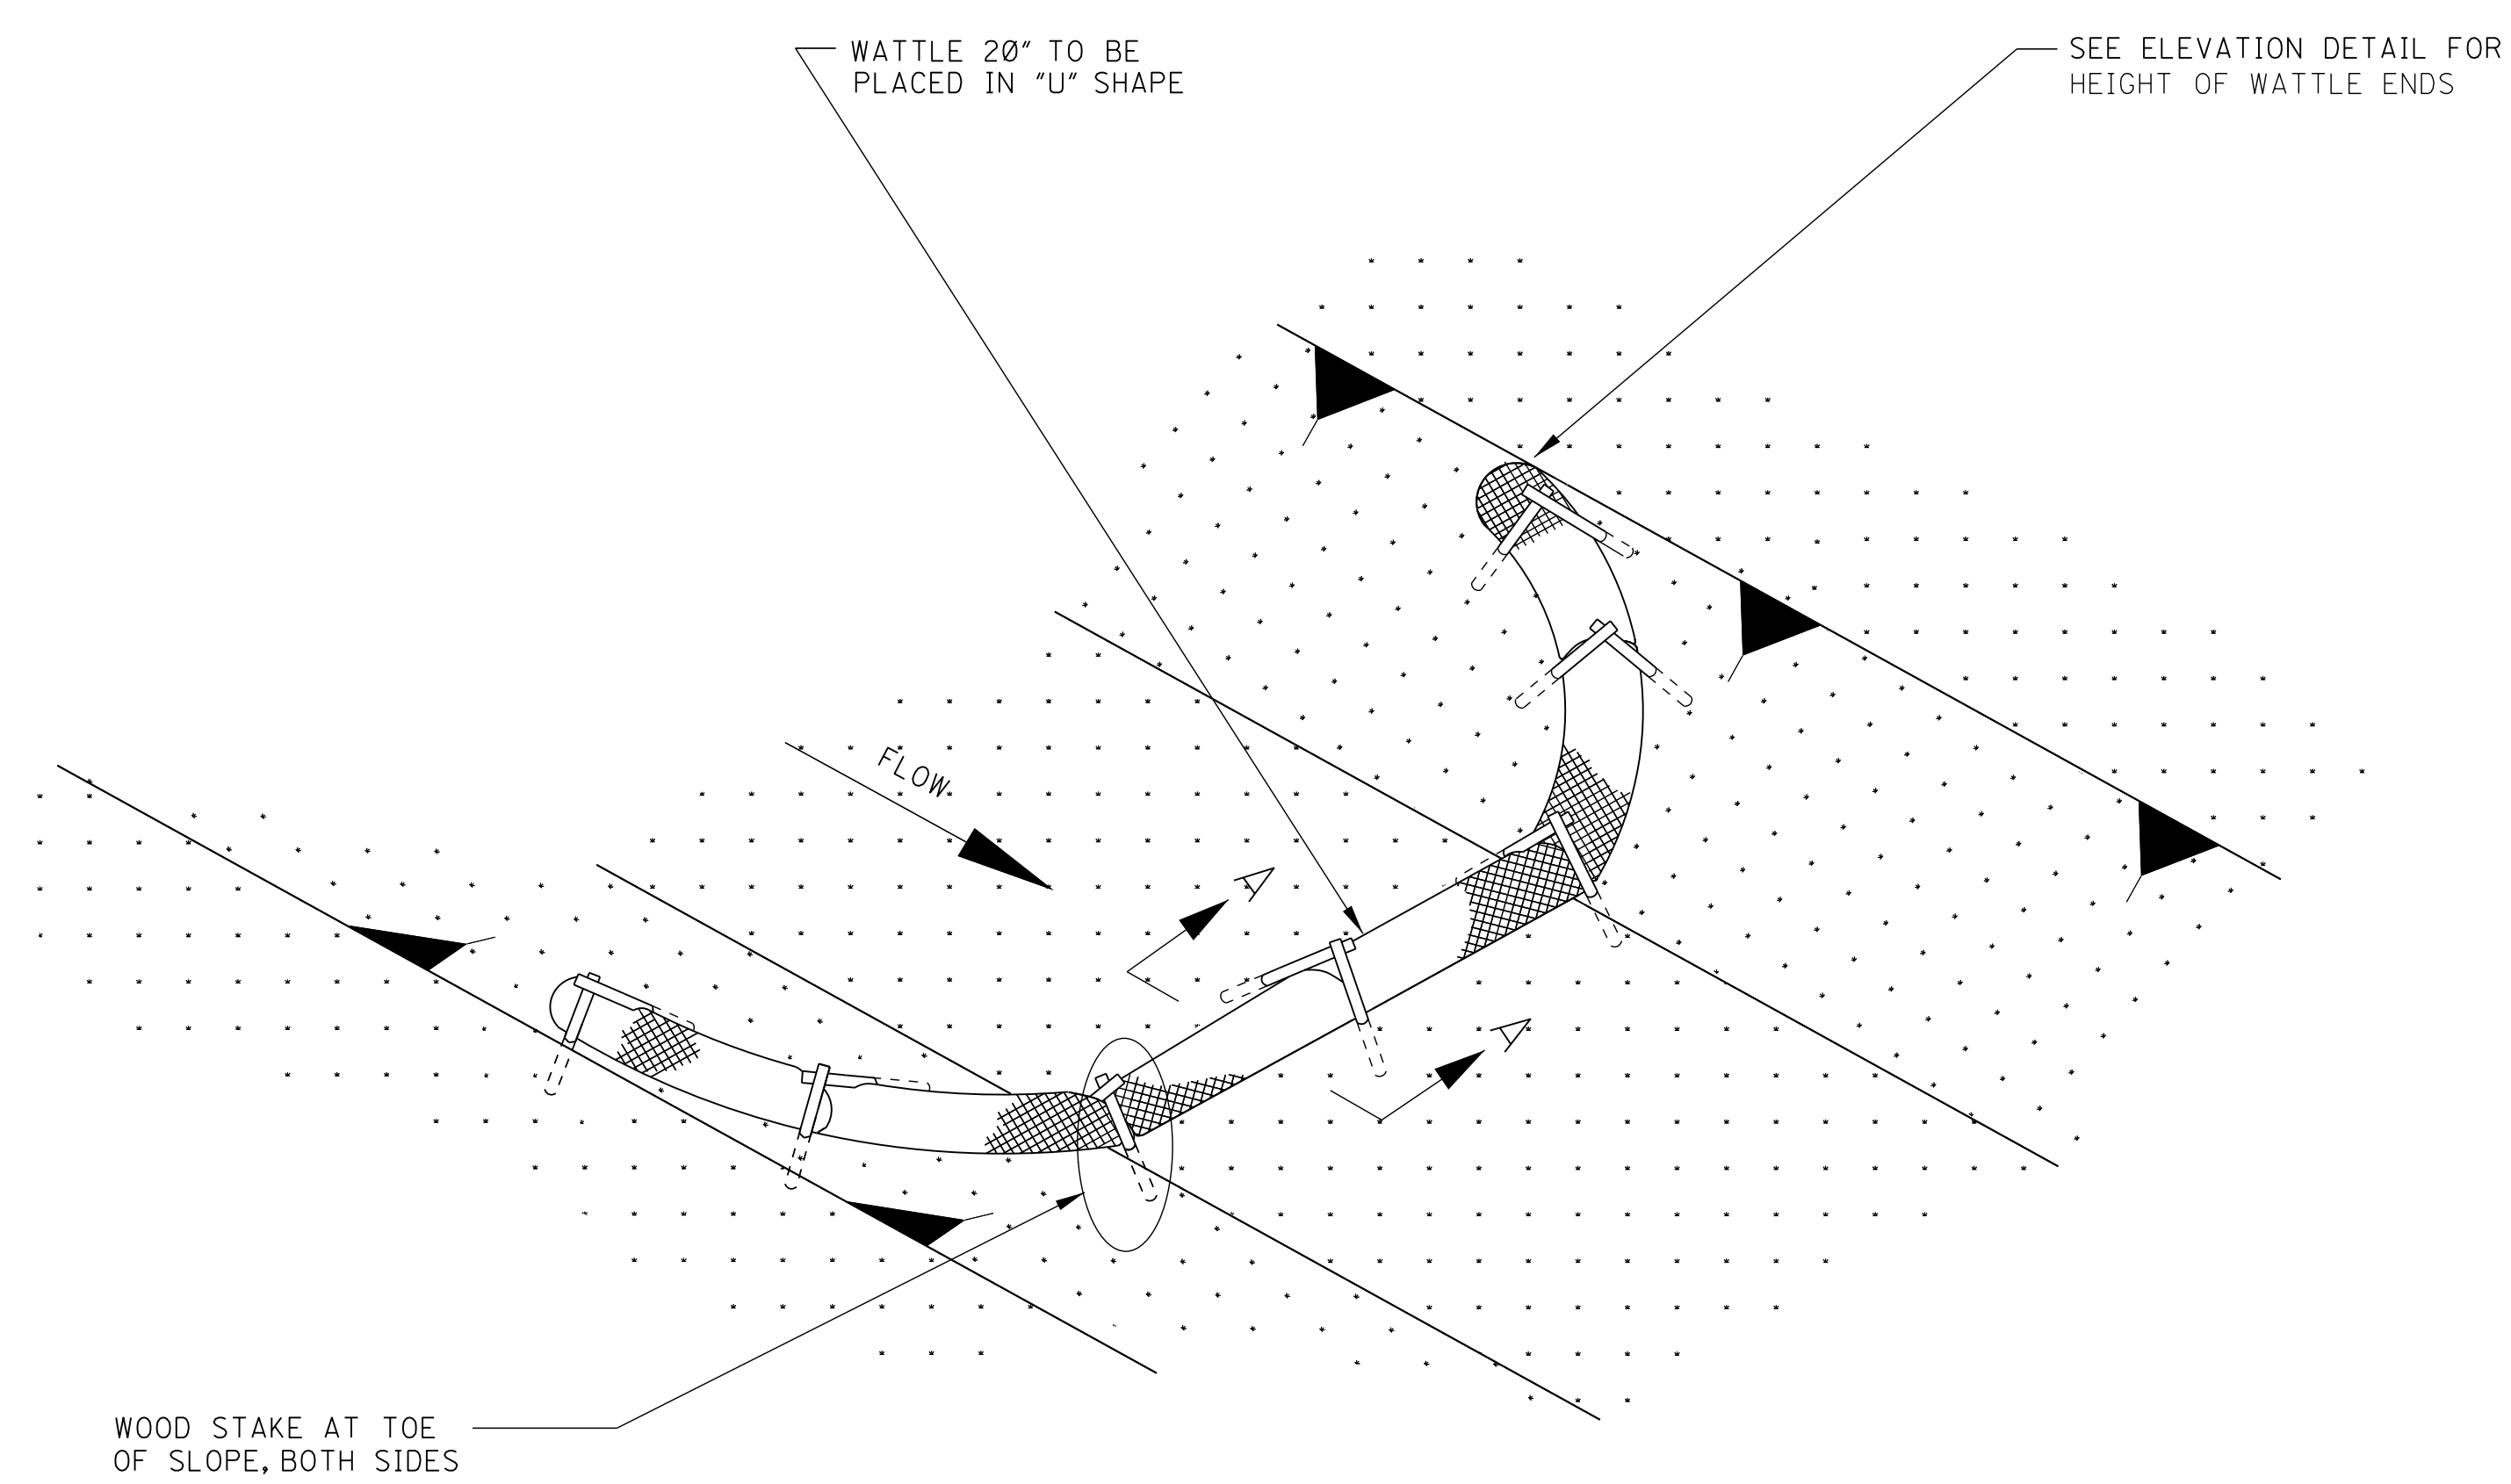 WATTLE 20" TO BE
PLACED IN "U" SHAPE
SEE ELEVATION DETAIL FOR
HEIGHT OF WATTLE ENDS
FLOW
A
A
WOOD STAKE AT TOE
OF SLOPE, BOTH SIDES